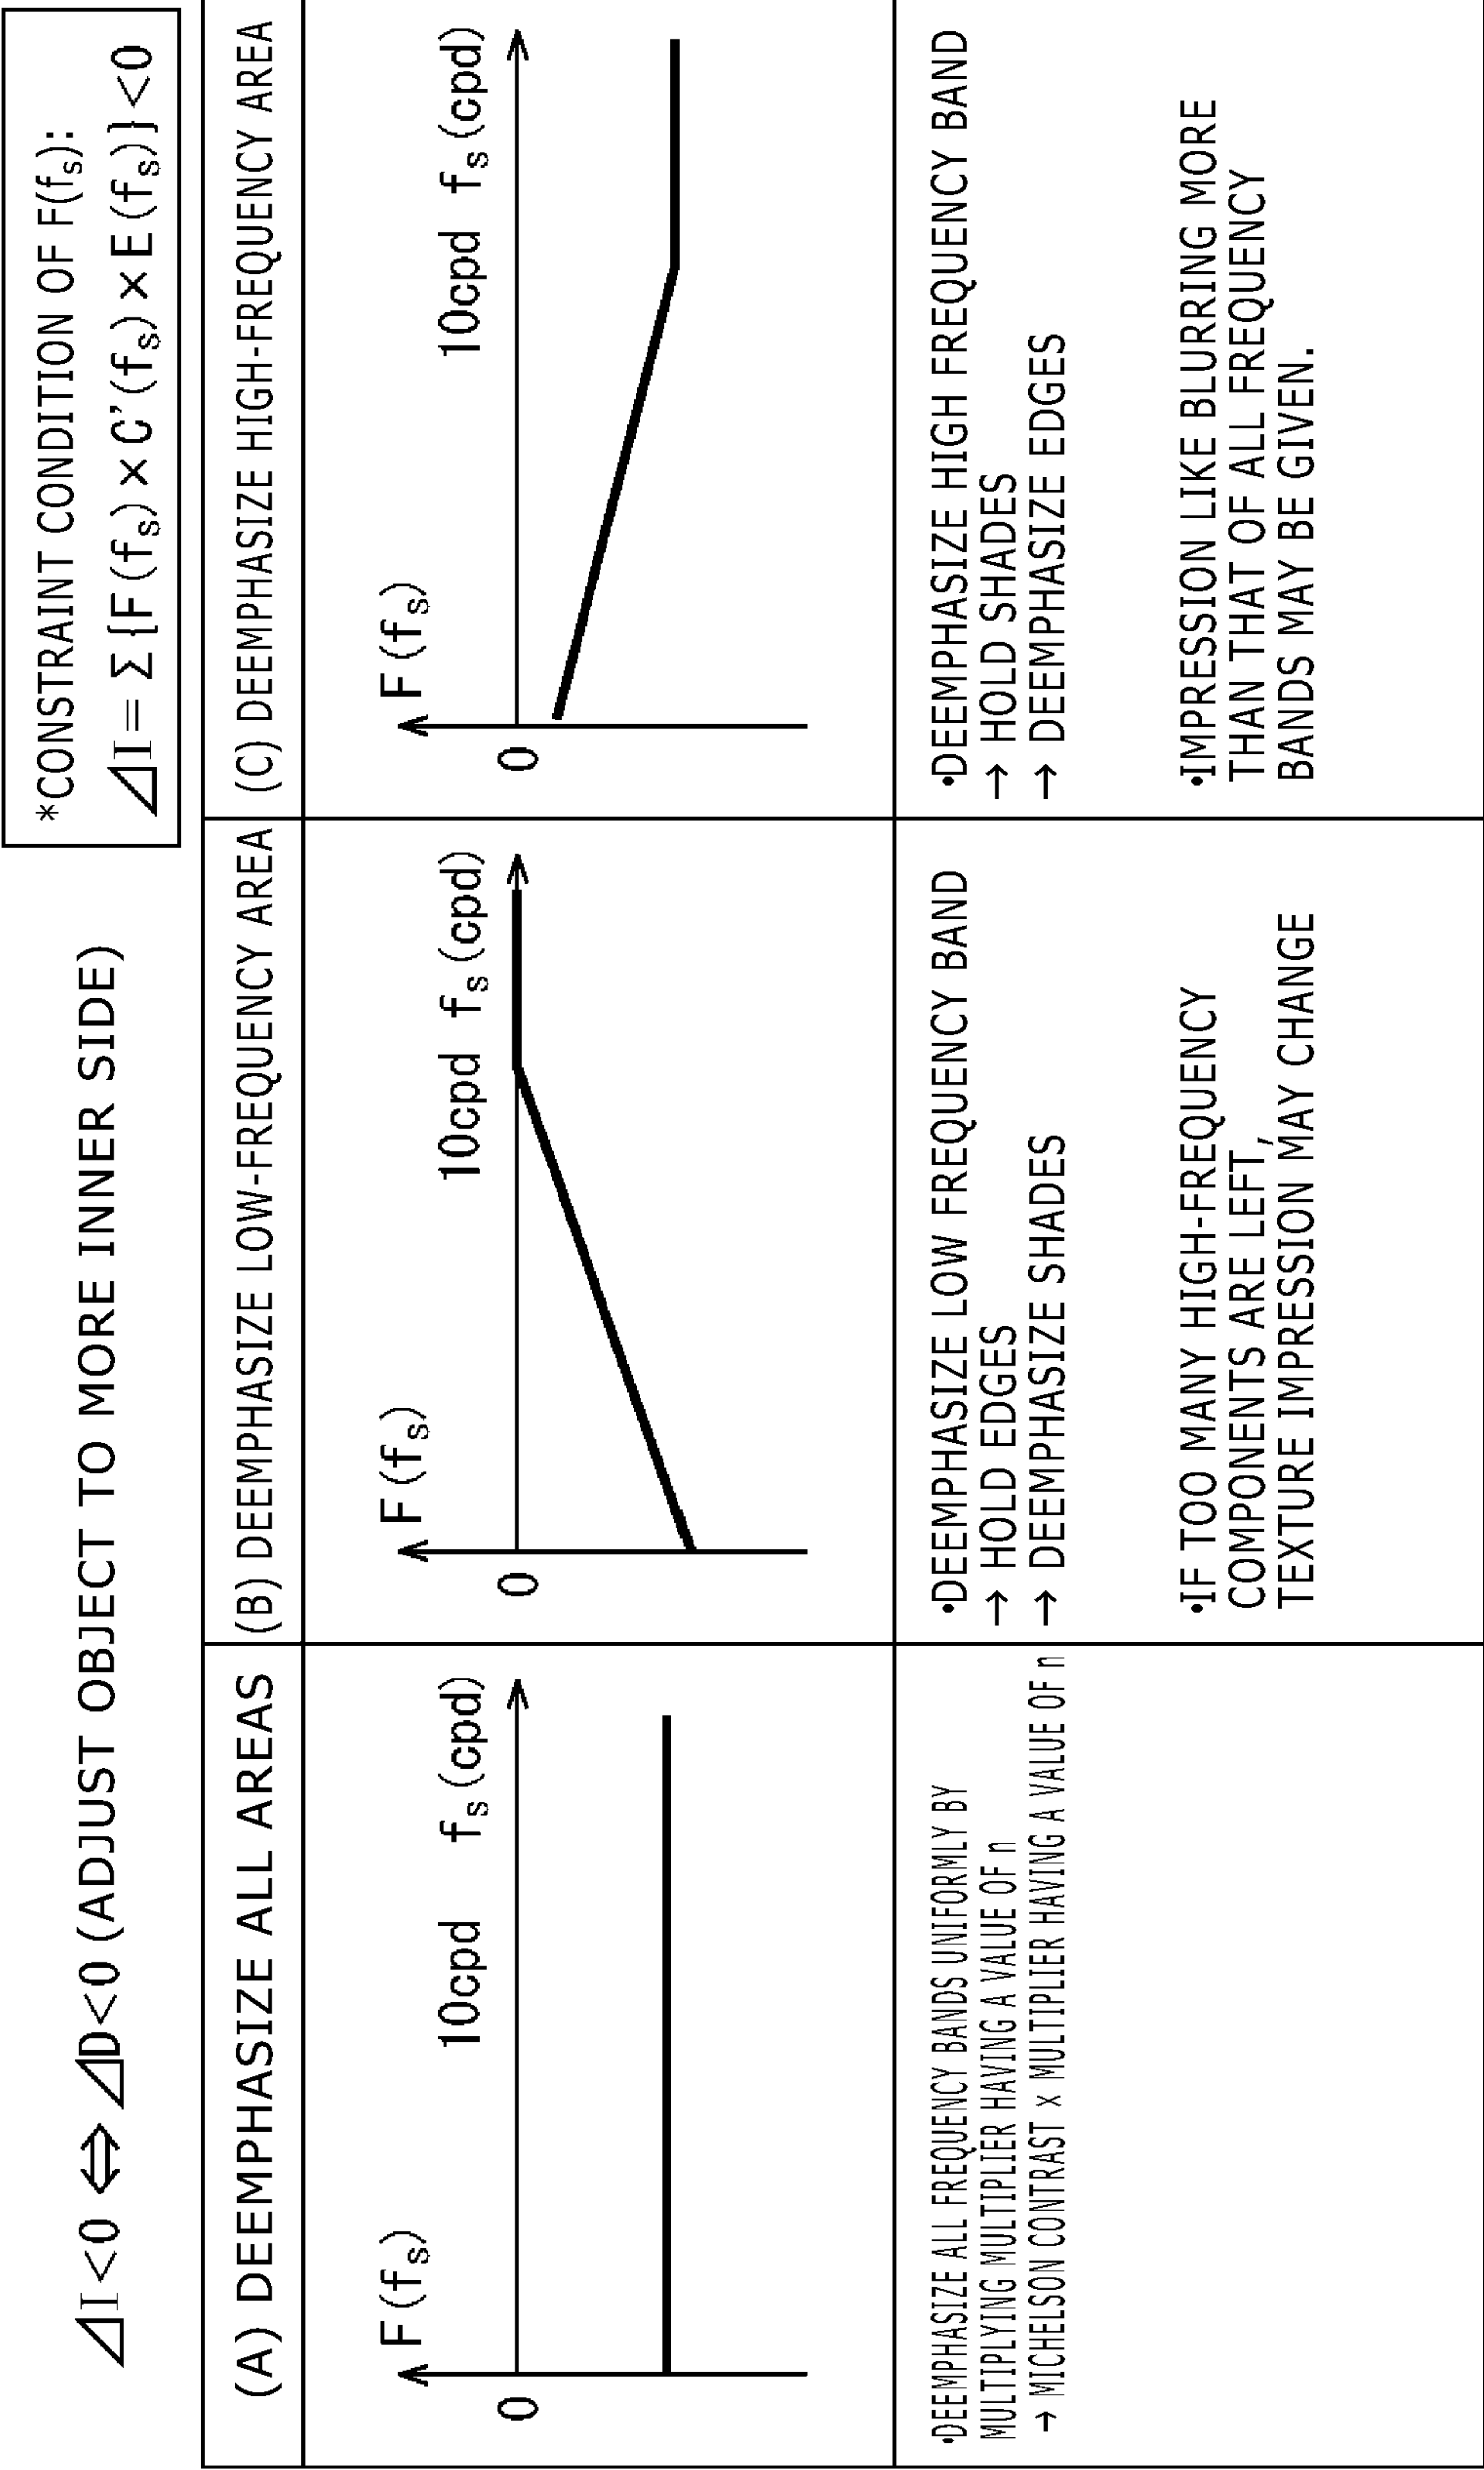 ΔI<0 ⇔ ΔD<0 (ADJUST OBJECT TO MORE INNER SIDE)
*CONSTRAINT CONDITION OF F(fs):
ΔI=Σ{F(fs)×C'(fs)×E(fs)}<0
(A) DEEMPHASIZE ALL AREAS
F(fs)
0
10cpd
fs(cpd)
•DEEMPHASIZE ALL FREQUENCY BANDS UNIFORMLY BY
MULTIPLYING MULTIPLIER HAVING A VALUE OF n
→ MICHELSON CONTRAST × MULTIPLIER HAVING A VALUE OF n
(B) DEEMPHASIZE LOW-FREQUENCY AREA
F(fs)
0
10cpd
fs(cpd)
•DEEMPHASIZE LOW FREQUENCY BAND
→ HOLD EDGES
→ DEEMPHASIZE SHADES
•IF TOO MANY HIGH-FREQUENCY
COMPONENTS ARE LEFT,
TEXTURE IMPRESSION MAY CHANGE
(C) DEEMPHASIZE HIGH-FREQUENCY AREA
F(fs)
0
10cpd
fs(cpd)
•DEEMPHASIZE HIGH FREQUENCY BAND
→ HOLD SHADES
→ DEEMPHASIZE EDGES
•IMPRESSION LIKE BLURRING MORE
THAN THAT OF ALL FREQUENCY
BANDS MAY BE GIVEN.